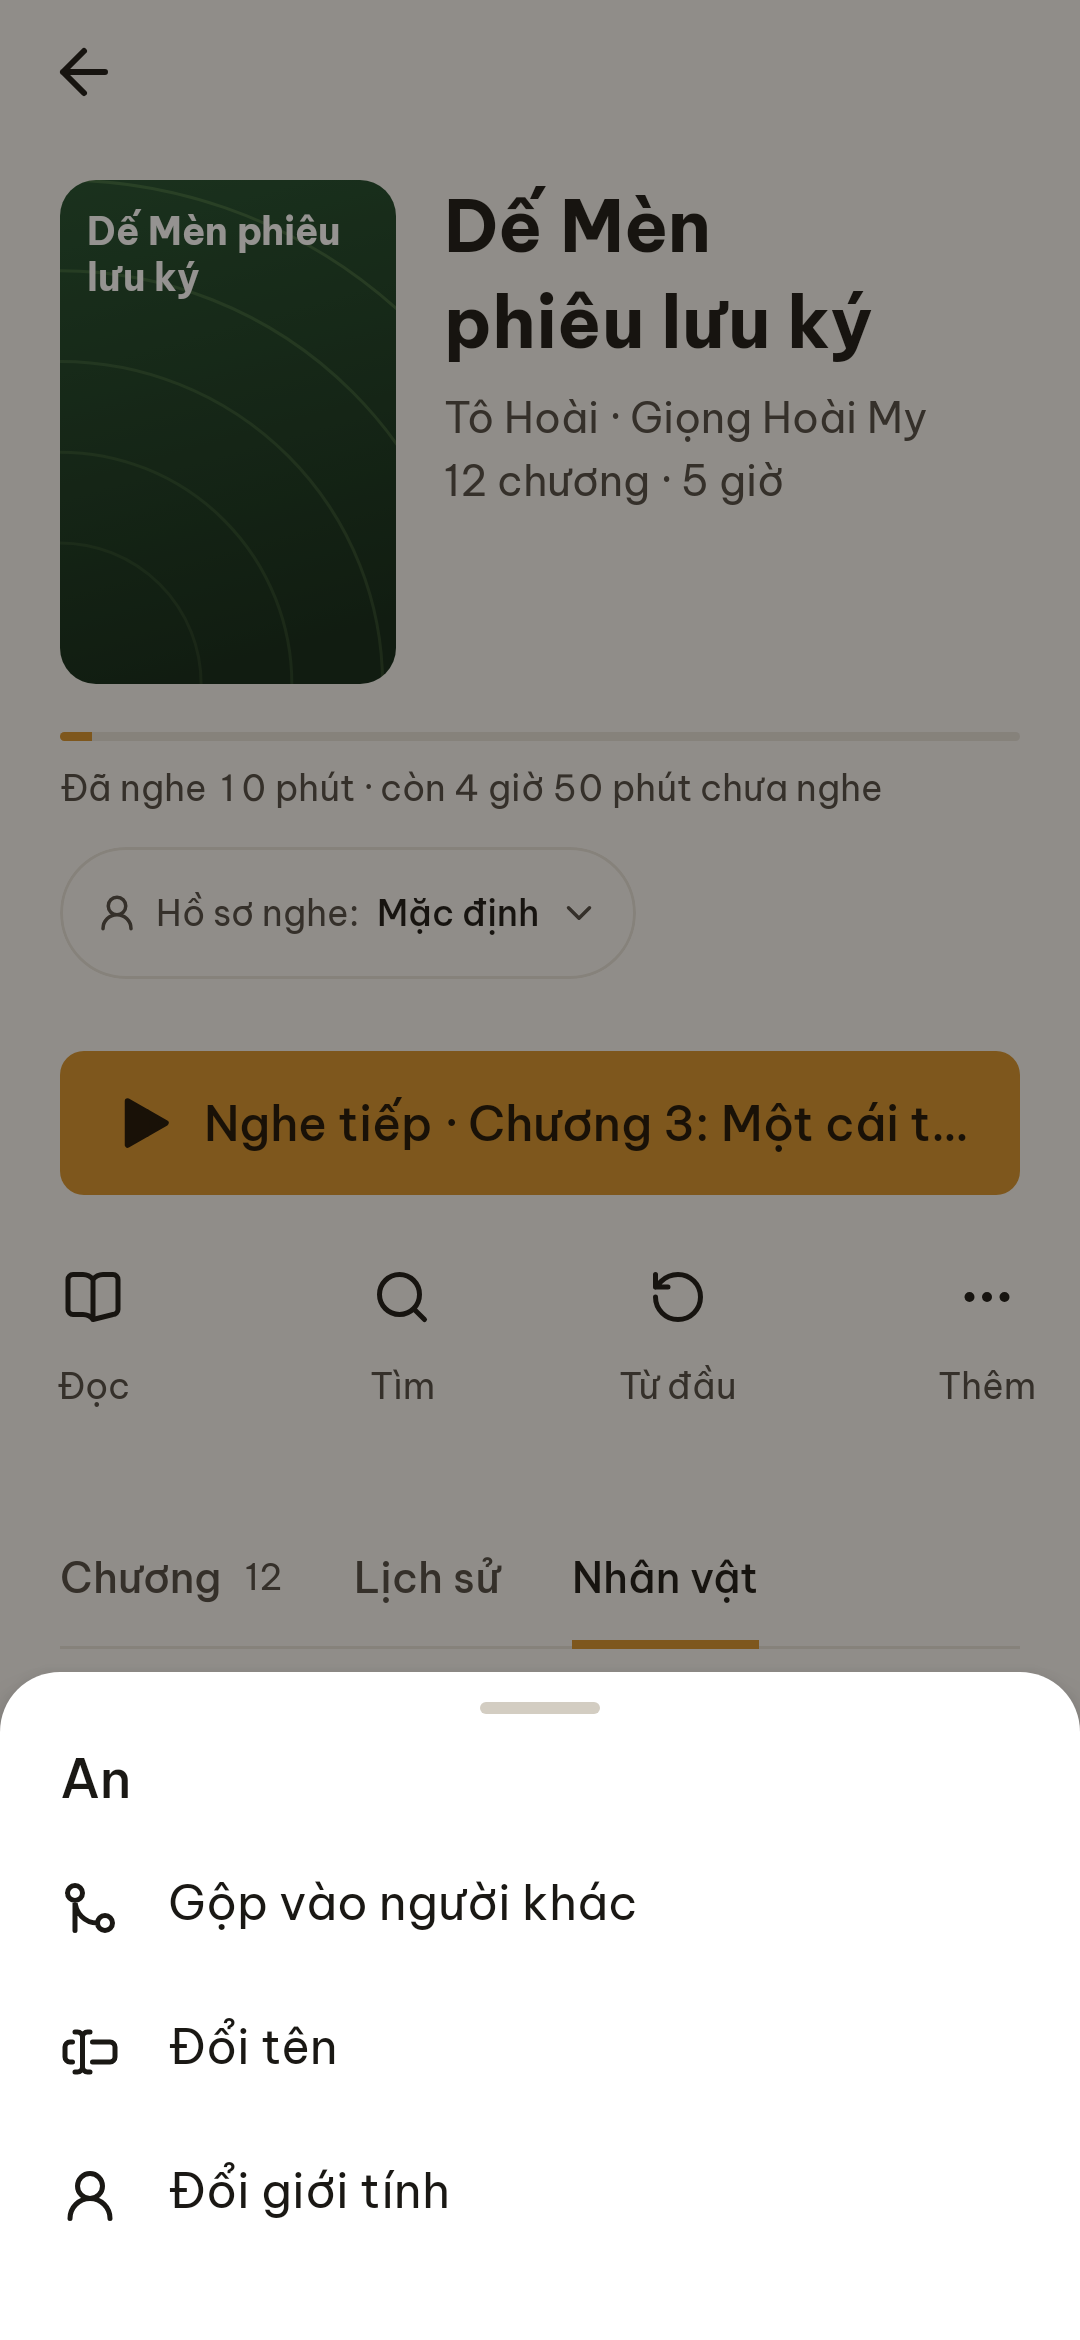 Dế Mèn phiêu
lưu ký
Dế Mèn
phiêu lưu ký
Tô Hoài · Giọng Hoài My
12 chương · 5 giờ
Đã nghe 10 phút · còn 4 giờ 50 phút chưa nghe
Hồ sơ nghe: Mặc định
Nghe tiếp · Chương 3: Một cái t...
Đọc
Tìm
Từ đầu
Thêm
Chương 12
Lịch sử
Nhân vật
An
Gộp vào người khác
Đổi tên
Đổi giới tính